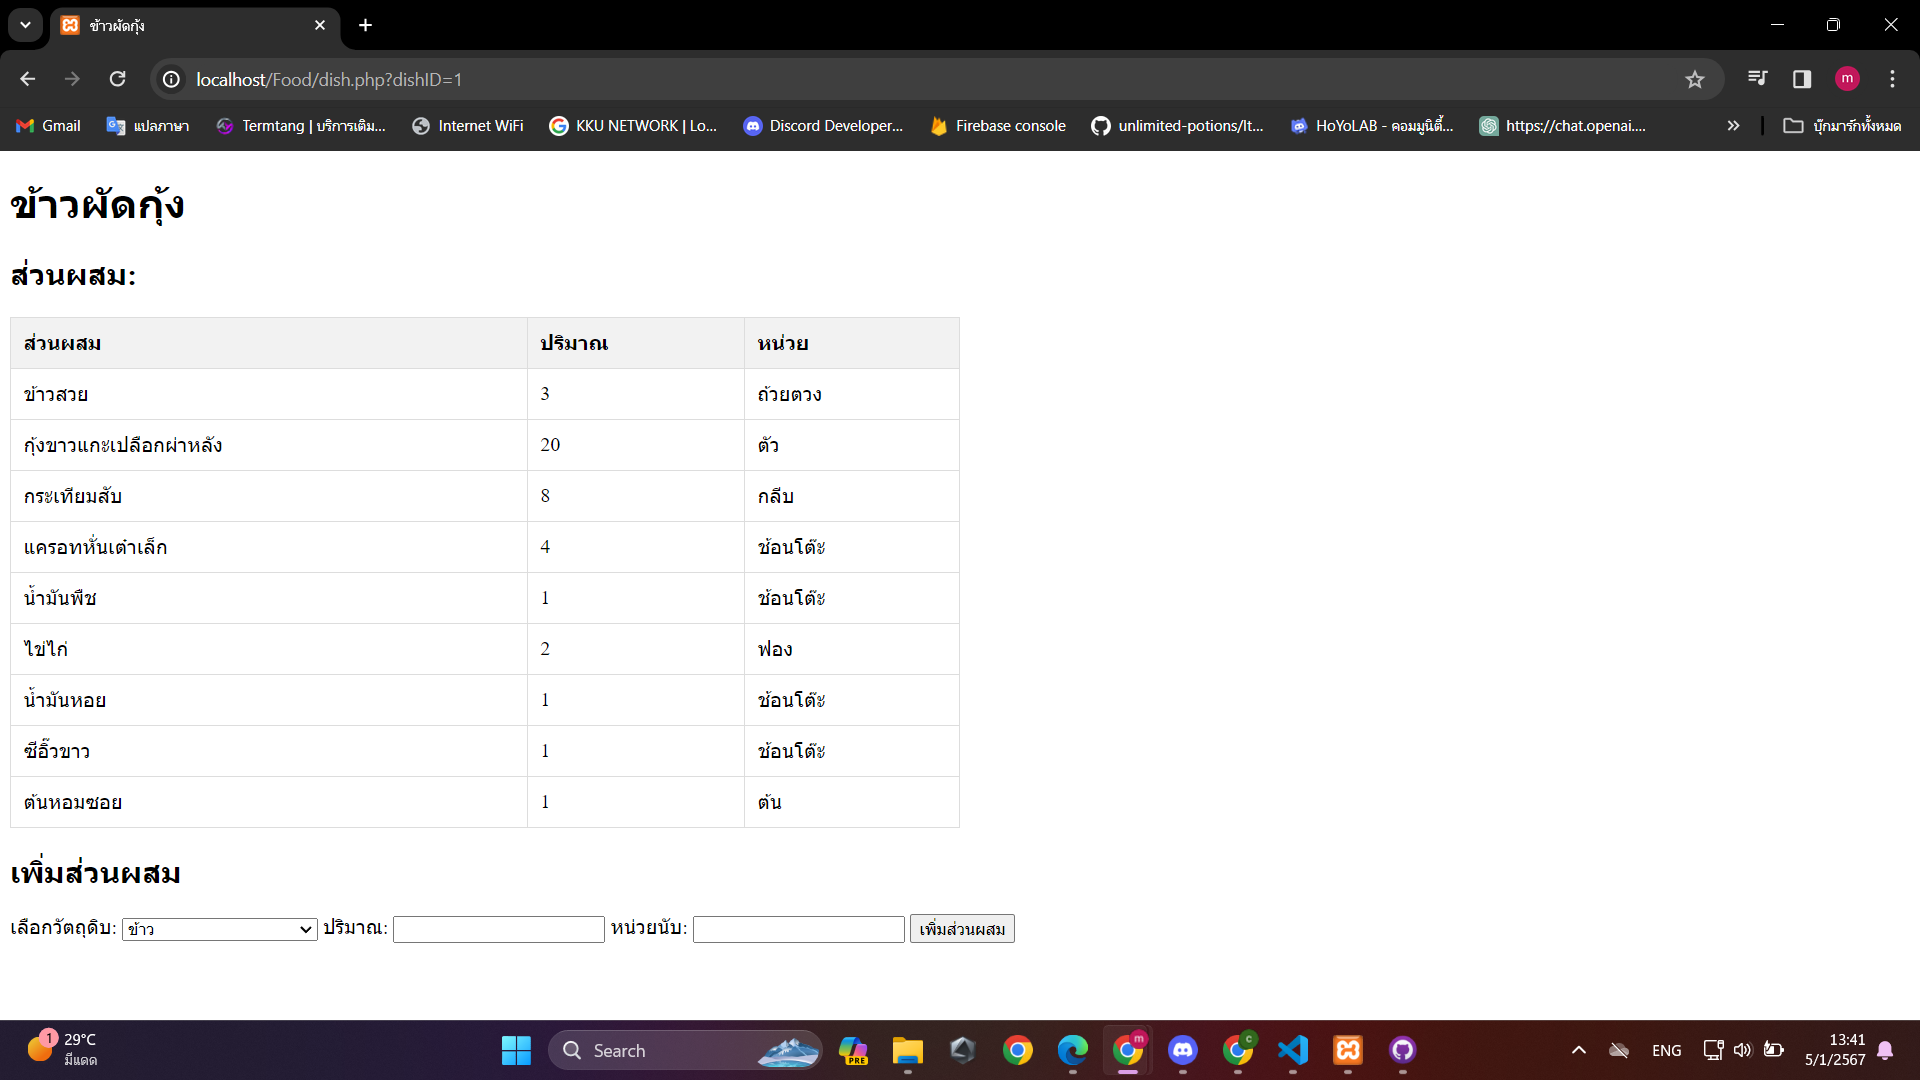 ข้าวผัดกุ้ง
localhost/Food/dish.php?dishID=1
m
Gmail แปลภาษา Termtang | บริการเติม... Internet WiFi KKU NETWORK | Lo... Discord Developer... Firebase console unlimited-potions/It... HoYoLAB - คอมมูนิตี้... https://chat.openai.... บุ๊กมาร์กทั้งหมด
ข้าวผัดกุ้ง
ส่วนผสม:
ส่วนผสม ปริมาณ หน่วย
ข้าวสวย 3 ถ้วยตวง
กุ้งขาวแกะเปลือกผ่าหลัง 20 ตัว
กระเทียมสับ 8 กลีบ
แครอทหั่นเต๋าเล็ก 4 ช้อนโต๊ะ
น้ำมันพืช 1 ช้อนโต๊ะ
ไข่ไก่ 2 ฟอง
น้ำมันหอย 1 ช้อนโต๊ะ
ซีอิ๊วขาว 1 ช้อนโต๊ะ
ต้นหอมซอย 1 ต้น
เพิ่มส่วนผสม
เลือกวัตถุดิบ: ข้าว ปริมาณ: หน่วยนับ: เพิ่มส่วนผสม
1 29°C
มีแดด
Search
PRE
m
c
ENG
13:41
5/1/2567